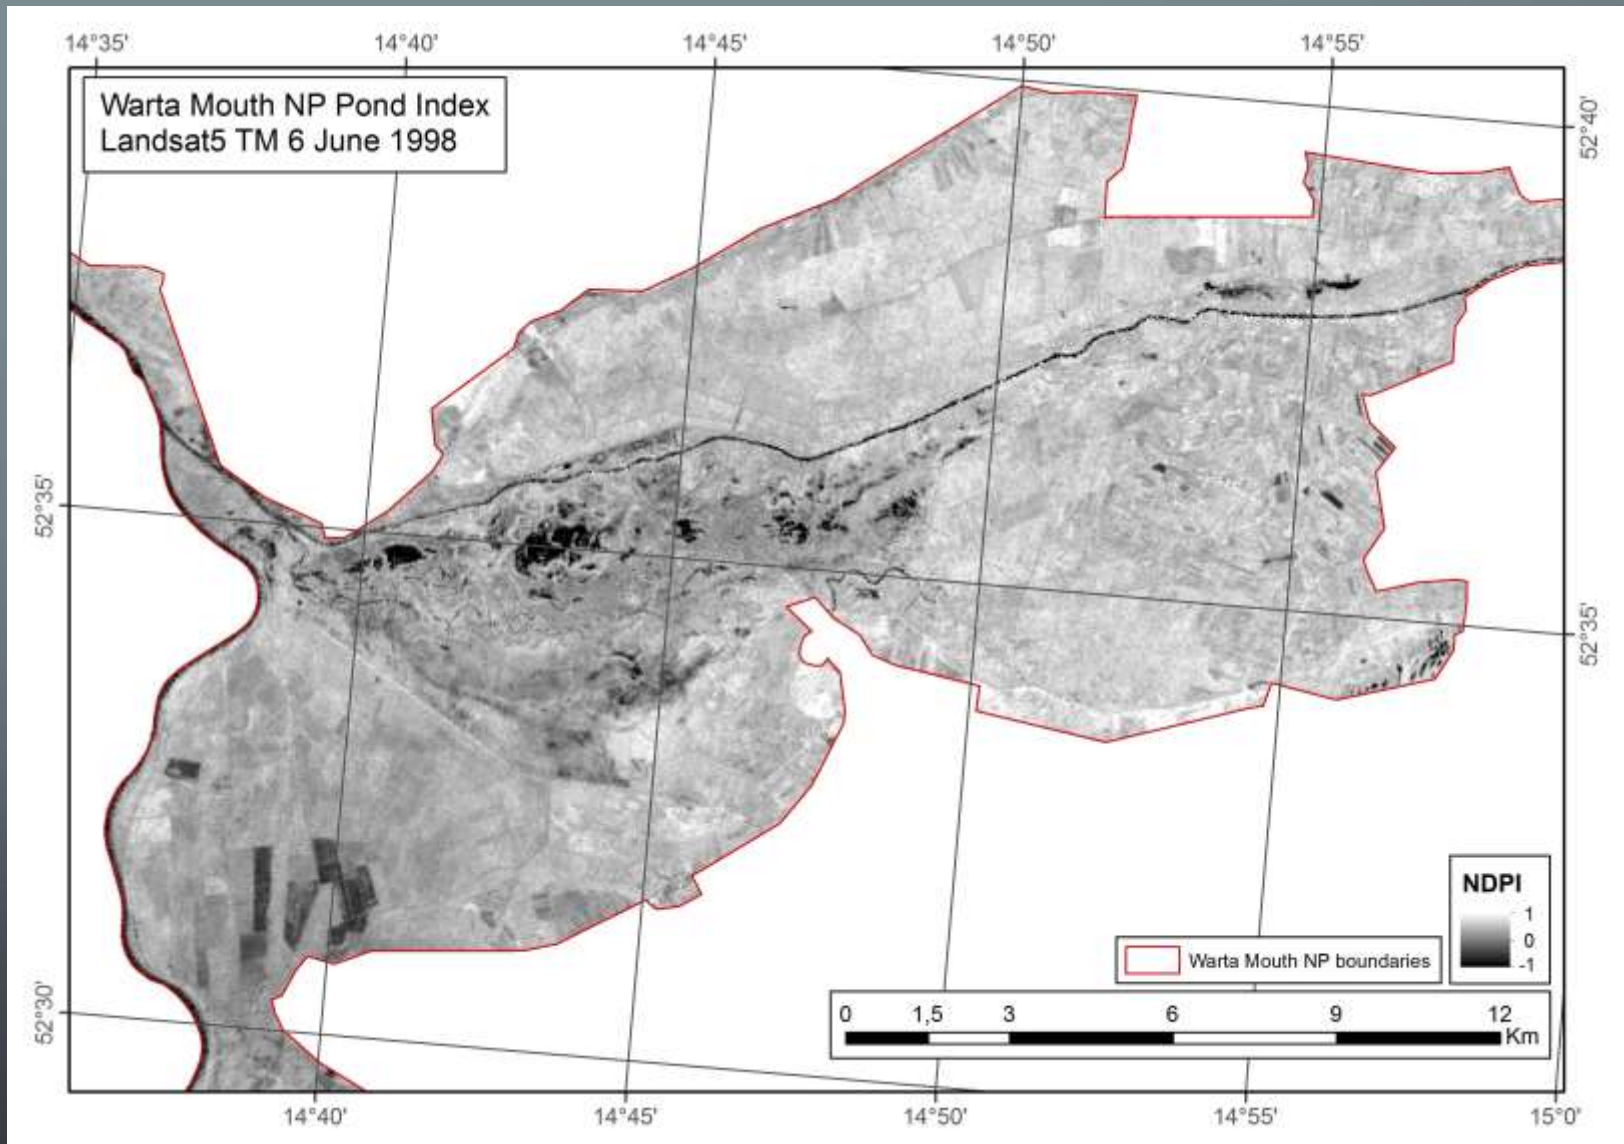 14°35'
14°40'
14°45'
14°50'
14°55'
Warta Mouth NP Pond Index
Landsat5 TM 6 June 1998
52°40'
52°35'
52°35'
52°30'
NDPI
1
0
-1
Warta Mouth NP boundaries
0 1,5 3 6 9 12
Km
14°40'
14°45'
14°50'
14°55'
15°0'